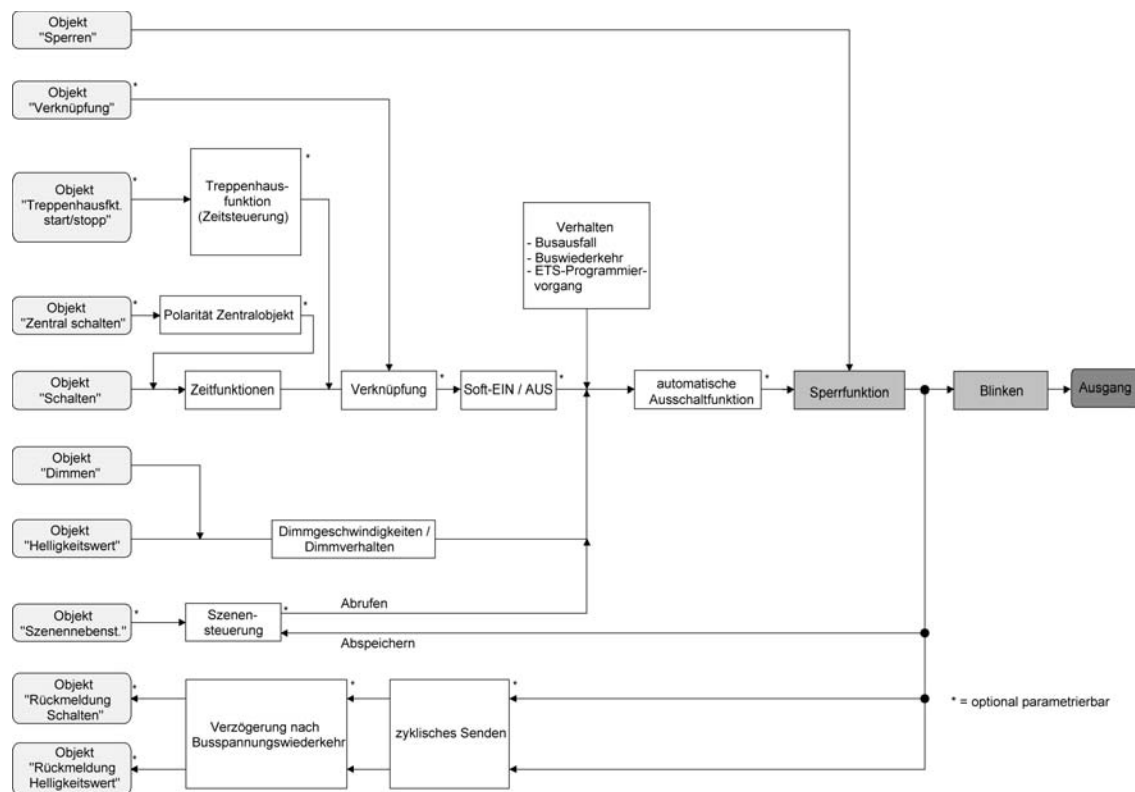 Objekt
"Sperren"
*
Objekt
"Verknüpfung"
*
Objekt
"Treppenhausfkt.
start/stopp"
*
Treppenhaus-
funktion
(Zeitsteuerung)
*
Verhalten
- Busausfall
- Buswiederkehr
- ETS-Programmier-
vorgang
Objekt
"Zentral schalten"
*
Polarität Zentralobjekt
*
Objekt
"Schalten"
Zeitfunktionen
Verknüpfung
*
Soft-EIN / AUS
*
automatische
Ausschaltfunktion
*
Sperrfunktion
Blinken
Ausgang
Objekt
"Dimmen"
Objekt
"Helligkeitswert"
Dimmgeschwindigkeiten /
Dimmverhalten
Objekt
"Szenennebenst."
*
Szenen-
steuerung
*
Abrufen
Abspeichern
Objekt
"Rückmeldung
Schalten"
*
Verzögerung nach
Busspannungswiederkehr
*
zyklisches Senden
*
* = optional parametrierbar
Objekt
"Rückmeldung
Helligkeitswert"
*